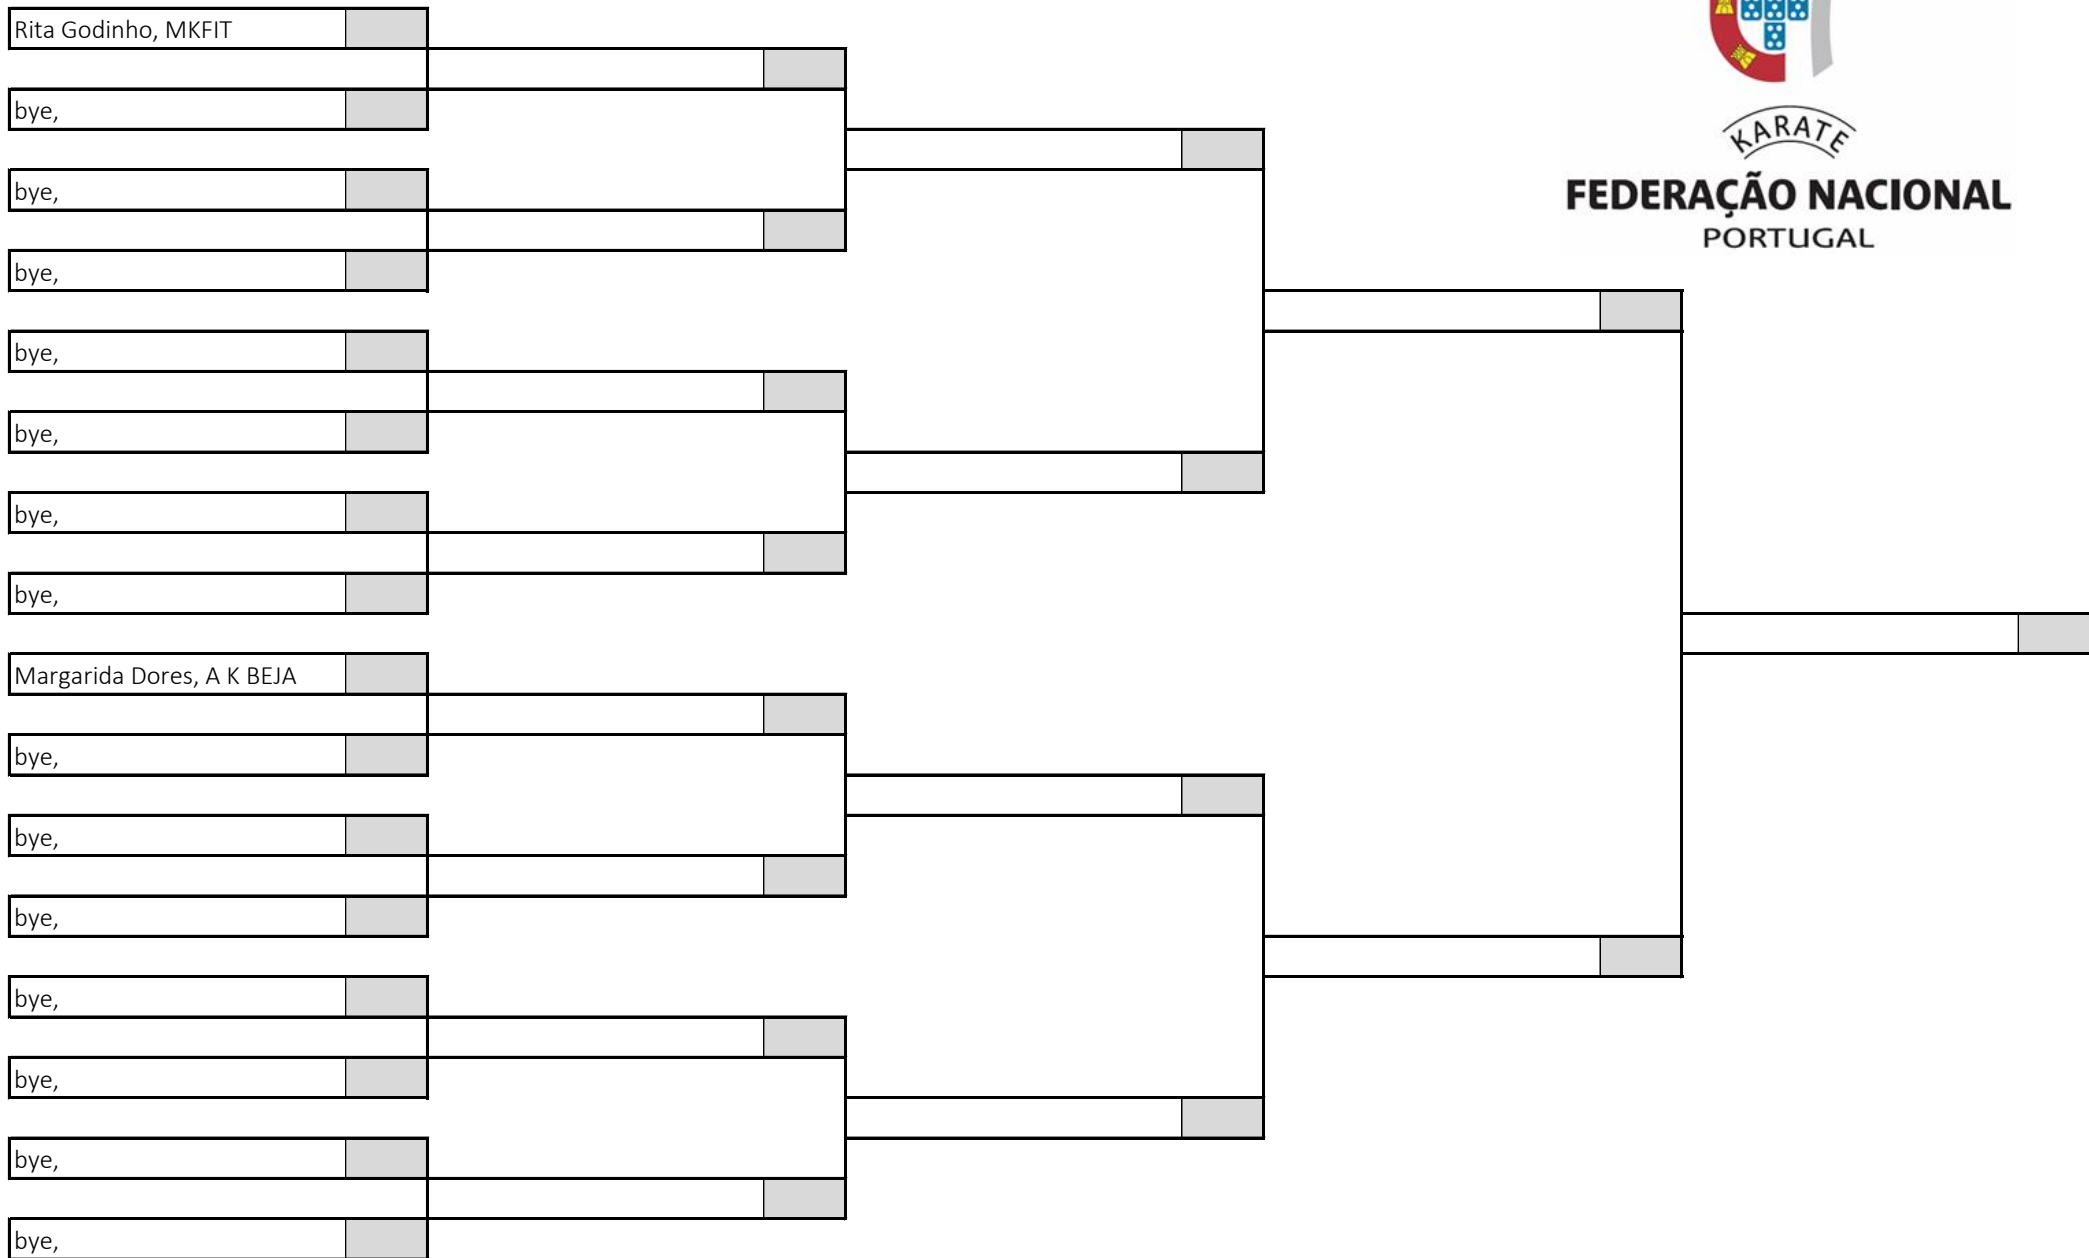 Rita Godinho, MKFIT
bye,
bye,
bye,
bye,
bye,
bye,
bye,
Margarida Dores, A K BEJA
bye,
bye,
bye,
bye,
bye,
bye,
bye,
KARATE
FEDERAÇÃO NACIONAL
PORTUGAL